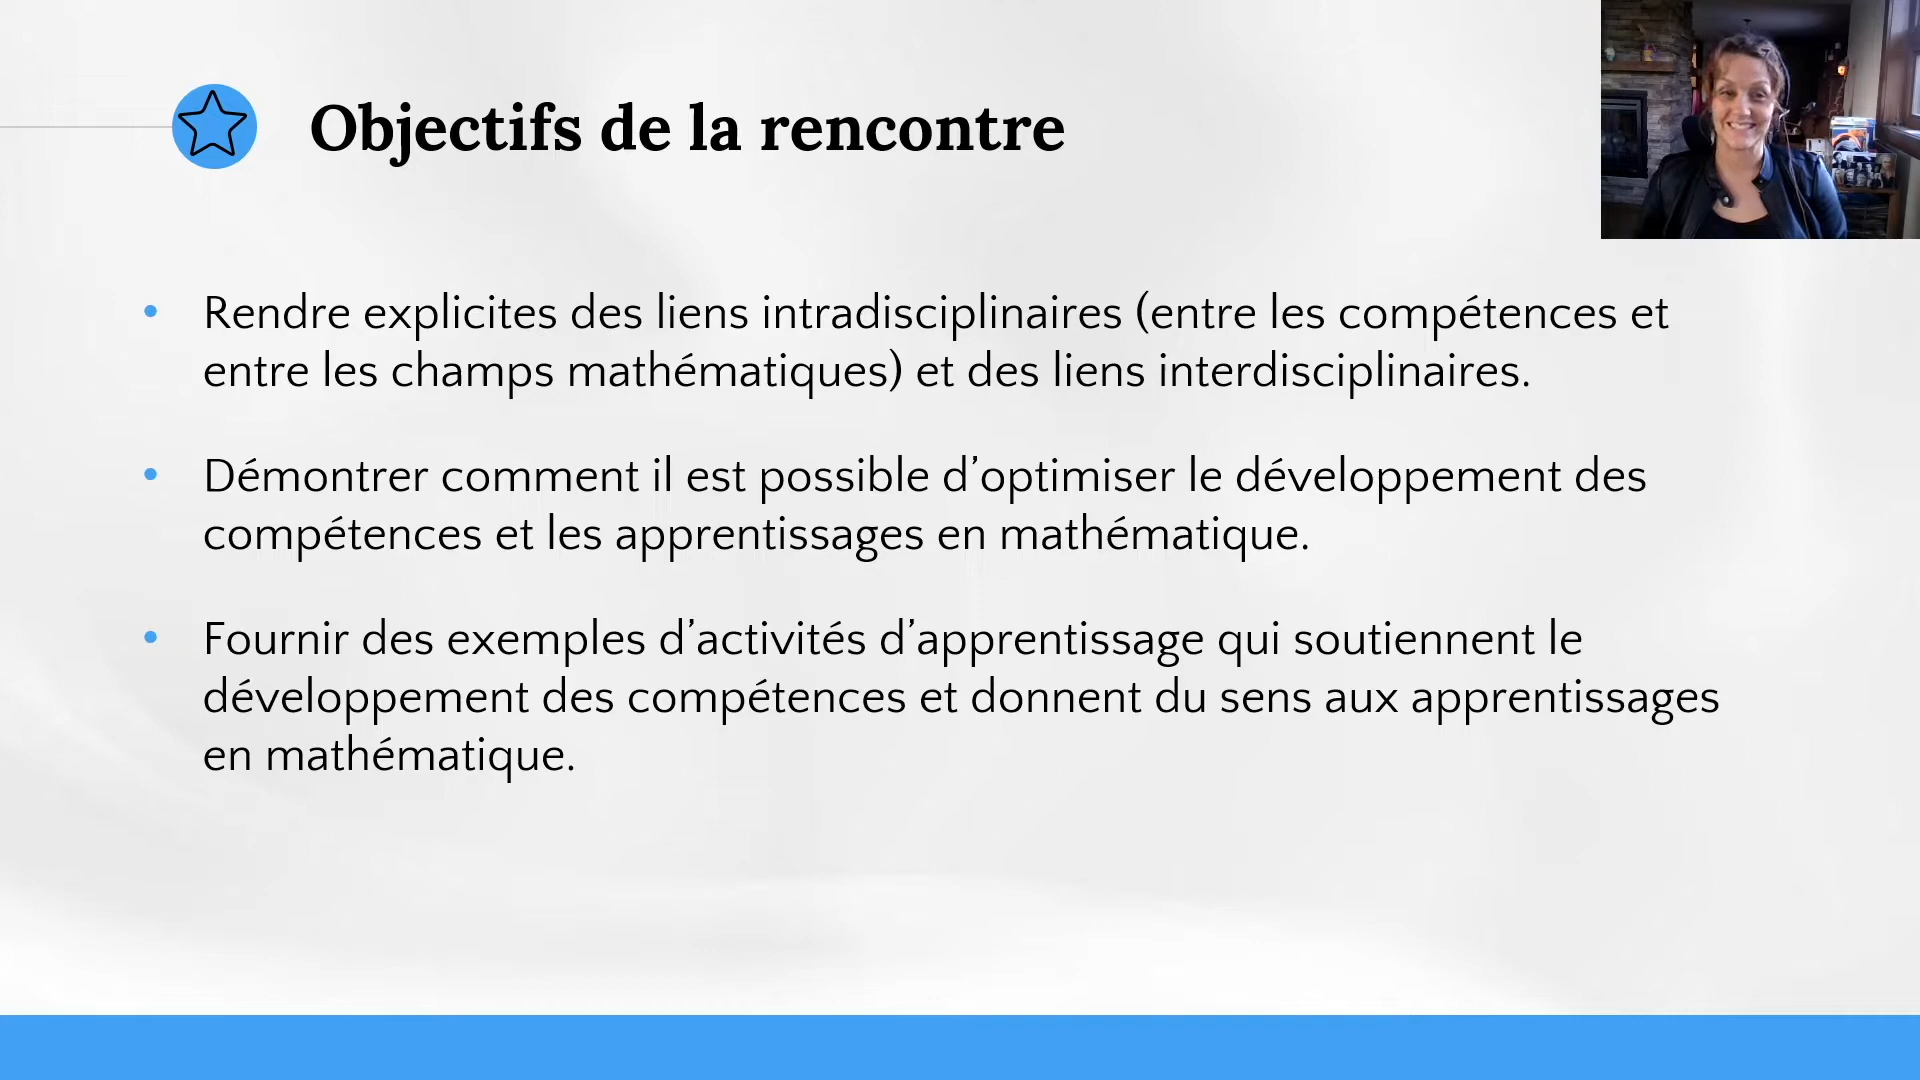 Objectifs de la rencontre
• Rendre explicites des liens intradisciplinaires (entre les compétences et
entre les champs mathématiques) et des liens interdisciplinaires.
• Démontrer comment il est possible d’optimiser le développement des
compétences et les apprentissages en mathématique.
• Fournir des exemples d’activités d’apprentissage qui soutiennent le
développement des compétences et donnent du sens aux apprentissages
en mathématique.